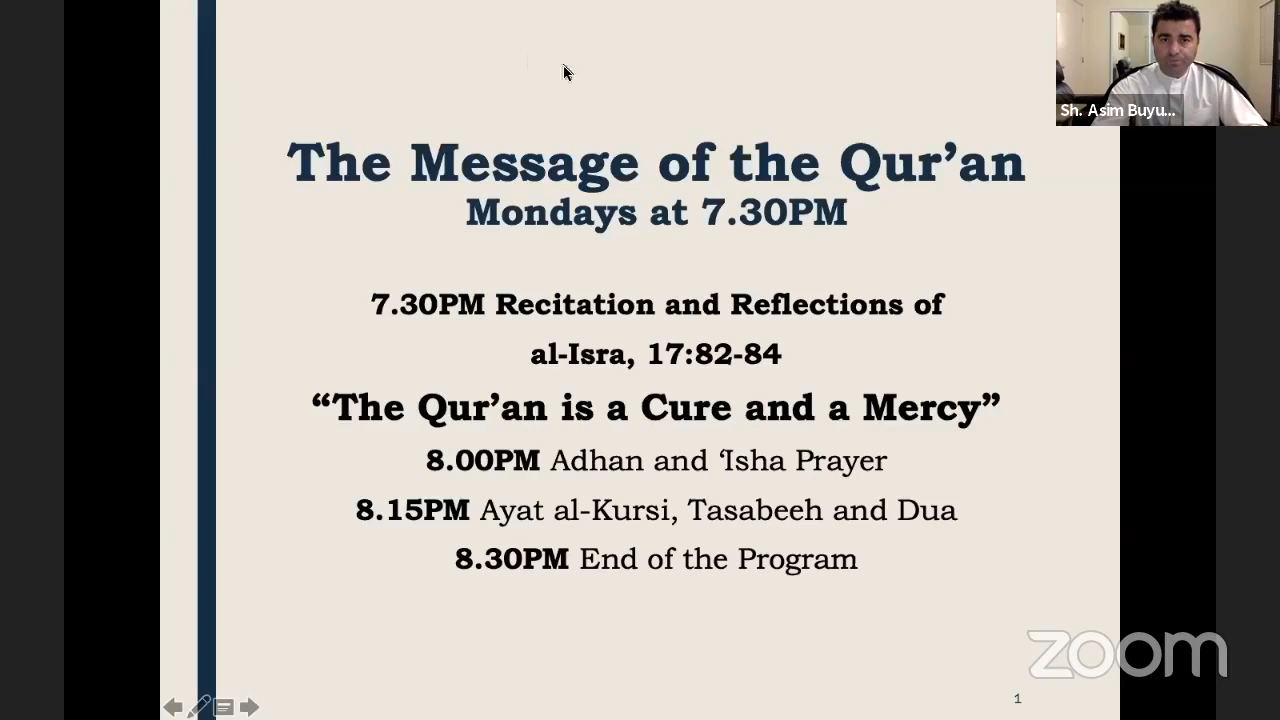 Sh. Asim Buyu...
The Message of the Qur’an
Mondays at 7.30PM
7.30PM Recitation and Reflections of
al-Isra, 17:82-84
“The Qur’an is a Cure and a Mercy”
8.00PM Adhan and ‘Isha Prayer
8.15PM Ayat al-Kursi, Tasabeeh and Dua
8.30PM End of the Program
zoom
1